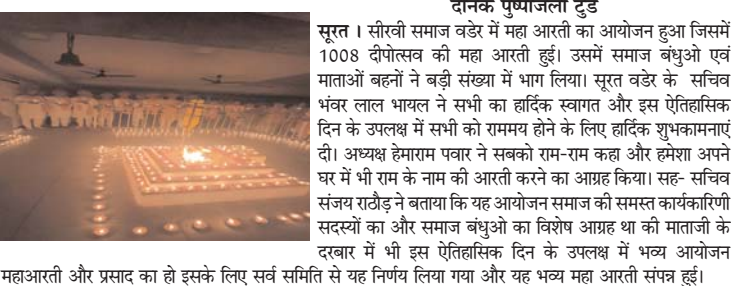 दैनिक पुष्पांजली टुडे
सूरत । सीरवी समाज वडेर में महा आरती का आयोजन हुआ जिसमें
1008 दीपोत्सव की महा आरती हुई। उसमें समाज बंधुओ एवं
माताओं बहनों ने बड़ी संख्या में भाग लिया। सूरत वडेर के सचिव
भंवर लाल भायल ने सभी का हार्दिक स्वागत और इस ऐतिहासिक
दिन के उपलक्ष में सभी को राममय होने के लिए हार्दिक शुभकामनाएं
दी। अध्यक्ष हेमाराम पवार ने सबको राम-राम कहा और हमेशा अपने
घर में भी राम के नाम की आरती करने का आग्रह किया। सह- सचिव
संजय राठौड़ ने बताया कि यह आयोजन समाज की समस्त कार्यकारिणी
सदस्यों का और समाज बंधुओ का विशेष आग्रह था की माताजी के
दरबार में भी इस ऐतिहासिक दिन के उपलक्ष में भव्य आयोजन
महाआरती और प्रसाद का हो इसके लिए सर्व समिति से यह निर्णय लिया गया और यह भव्य महा आरती संपन्न हुई।